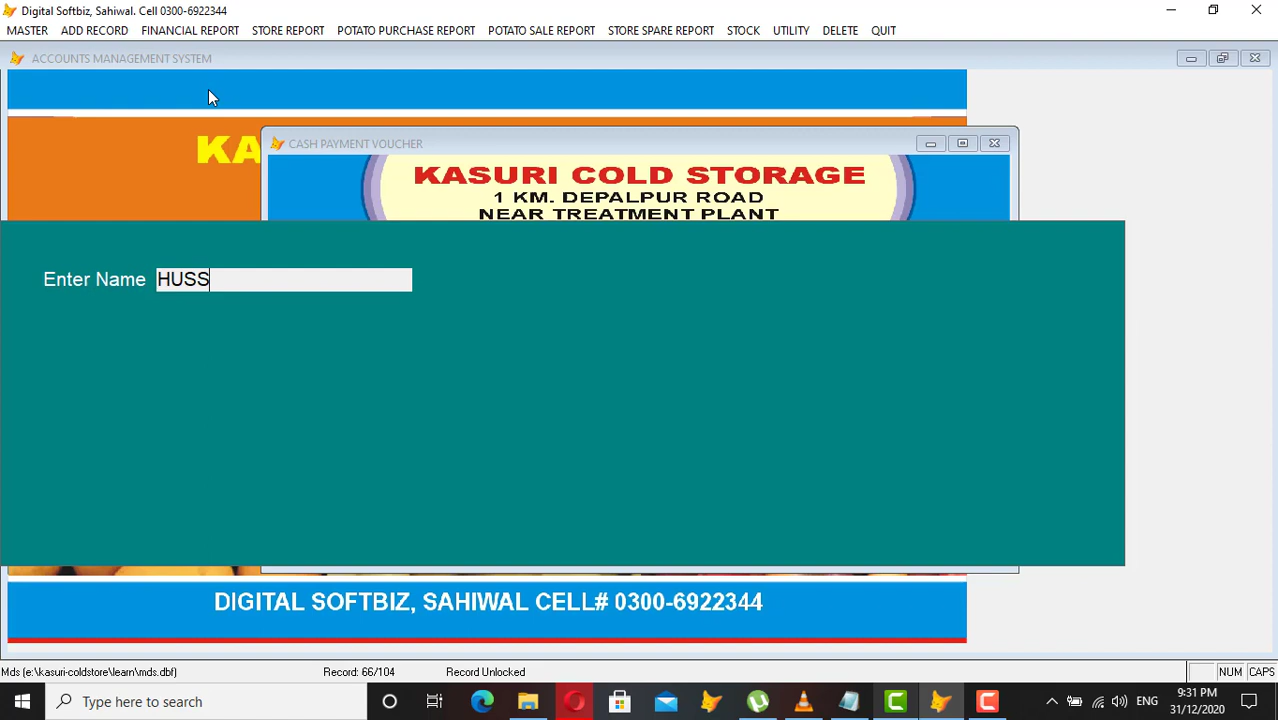 Digital Softbiz, Sahiwal. Cell 0300-6922344
MASTER ADD RECORD FINANCIAL REPORT STORE REPORT POTATO PURCHASE REPORT POTATO SALE REPORT STORE SPARE REPORT STOCK UTILITY DELETE QUIT
ACCOUNTS MANAGEMENT SYSTEM
KA
CASH PAYMENT VOUCHER
KASURI COLD STORAGE
1 KM. DEPALPUR ROAD
NEAR TREATMENT PLANT
Enter Name HUSS
DIGITAL SOFTBIZ, SAHIWAL CELL# 0300-6922344
Mds (e:\kasuri-coldstore\learn\mds.dbf) Record: 66/104 Record Unlocked NUM CAPS
Type here to search ENG 9:31 PM
31/12/2020